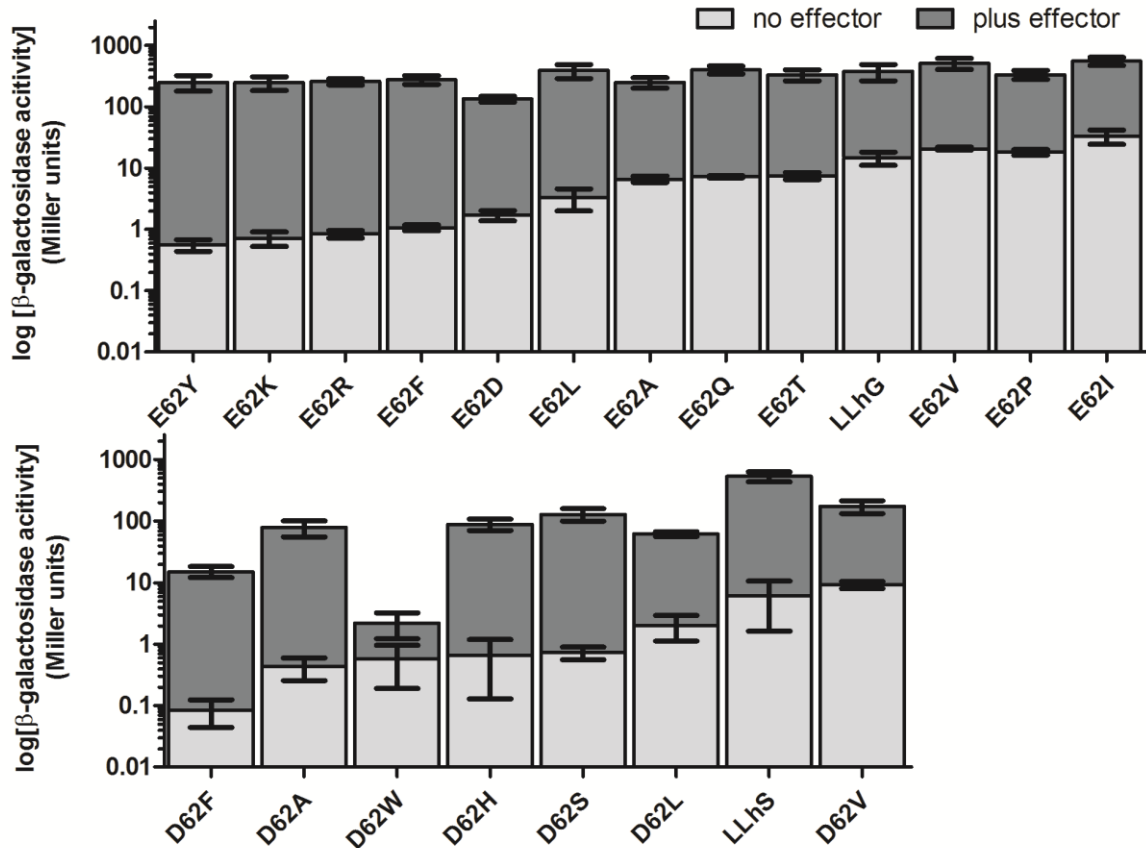 no effector plus effector
log [β-galactosidase acitivity]
(Miller units)
1000
100
10
1
0.1
0.01
E62Y E62K E62R E62F E62D E62L E62A E62Q E62T LLhG E62V E62P E62I
log[β-galactosidase acitivity]
(Miller units)
1000
100
10
1
0.1
0.01
D62F D62A D62W D62H D62S D62L LLhS D62V